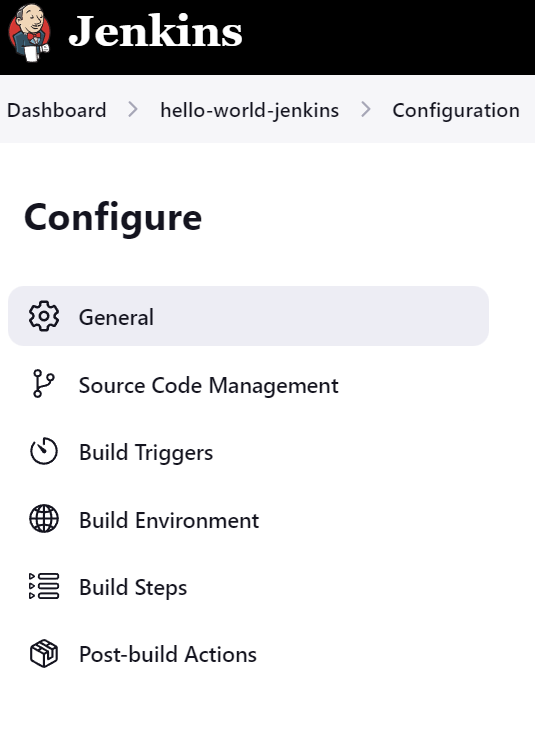 Jenkins
Dashboard > hello-world-jenkins > Configuration
Configure
General
Source Code Management
Build Triggers
Build Environment
Build Steps
Post-build Actions